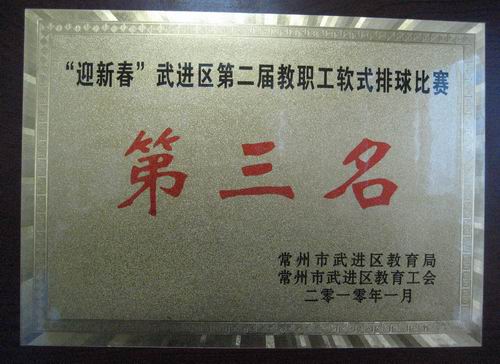 “迎新春”武进区第二届教职工软式排球比赛
第三名
常州市武进区教育局
常州市武进区教育工会
二零一零年一月